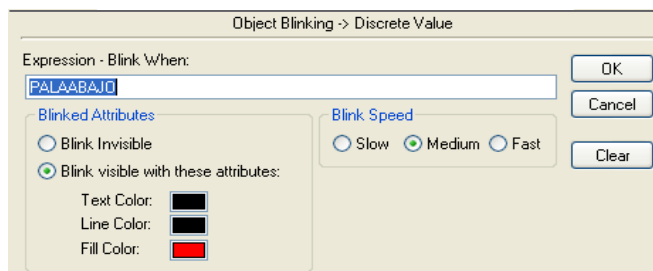 Object Blinking -> Discrete Value
Expression - Blink When:
OK
PALAABAJO
Cancel
Blinked Attributes
Blink Speed
Blink Invisible
Slow Medium Fast
Clear
Blink visible with these attributes:
Text Color:
Line Color:
Fill Color: